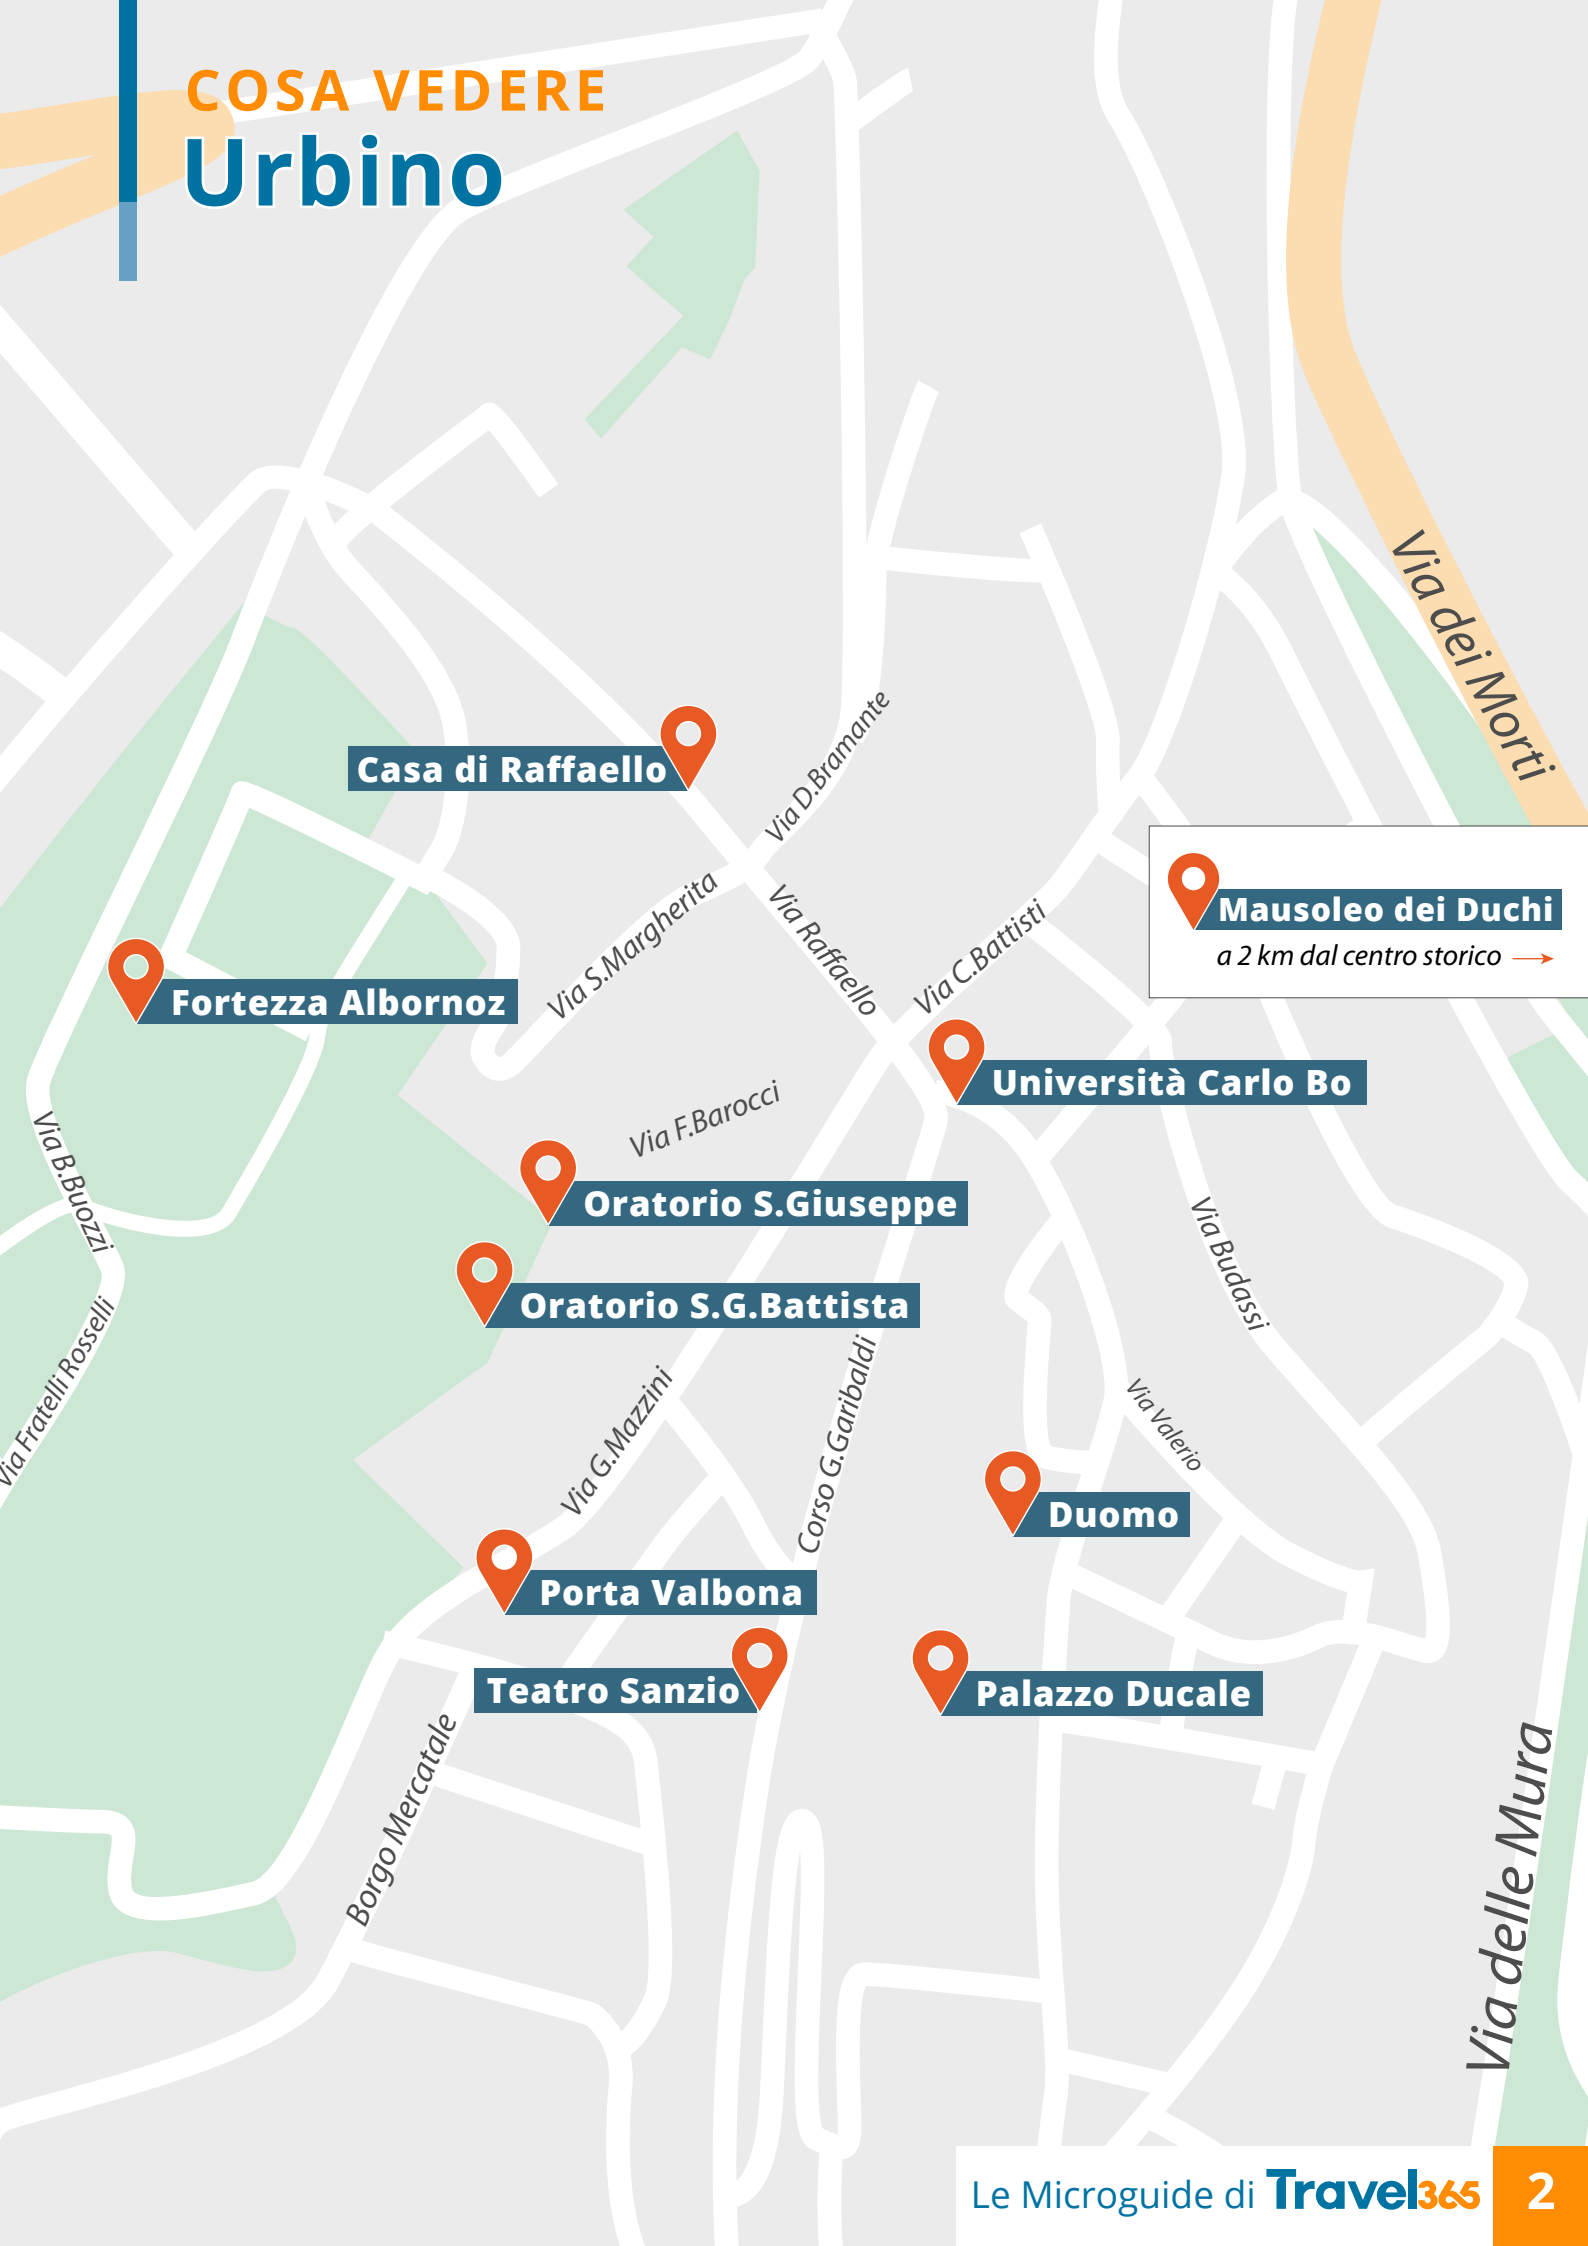 COSA VEDERE
Urbino
Via dei Morti
Casa di Raffaello
Via D.Bramante
Via S.Margherita
Via Raffaello
Via C.Battisti
Mausoleo dei Duchi
a 2 km dal centro storico
Fortezza Albornoz
Università Carlo Bo
Via F.Barocci
Via B.Buozzi
Oratorio S.Giuseppe
Via Budassi
Oratorio S.G.Battista
Via Fratelli Rosselli
Via G.Mazzini
Corso G.Garibaldi
Via Valerio
Duomo
Porta Valbona
Teatro Sanzio
Palazzo Ducale
Borgo Mercatale
Via delle Mura
Le Microguide di Travel365
2